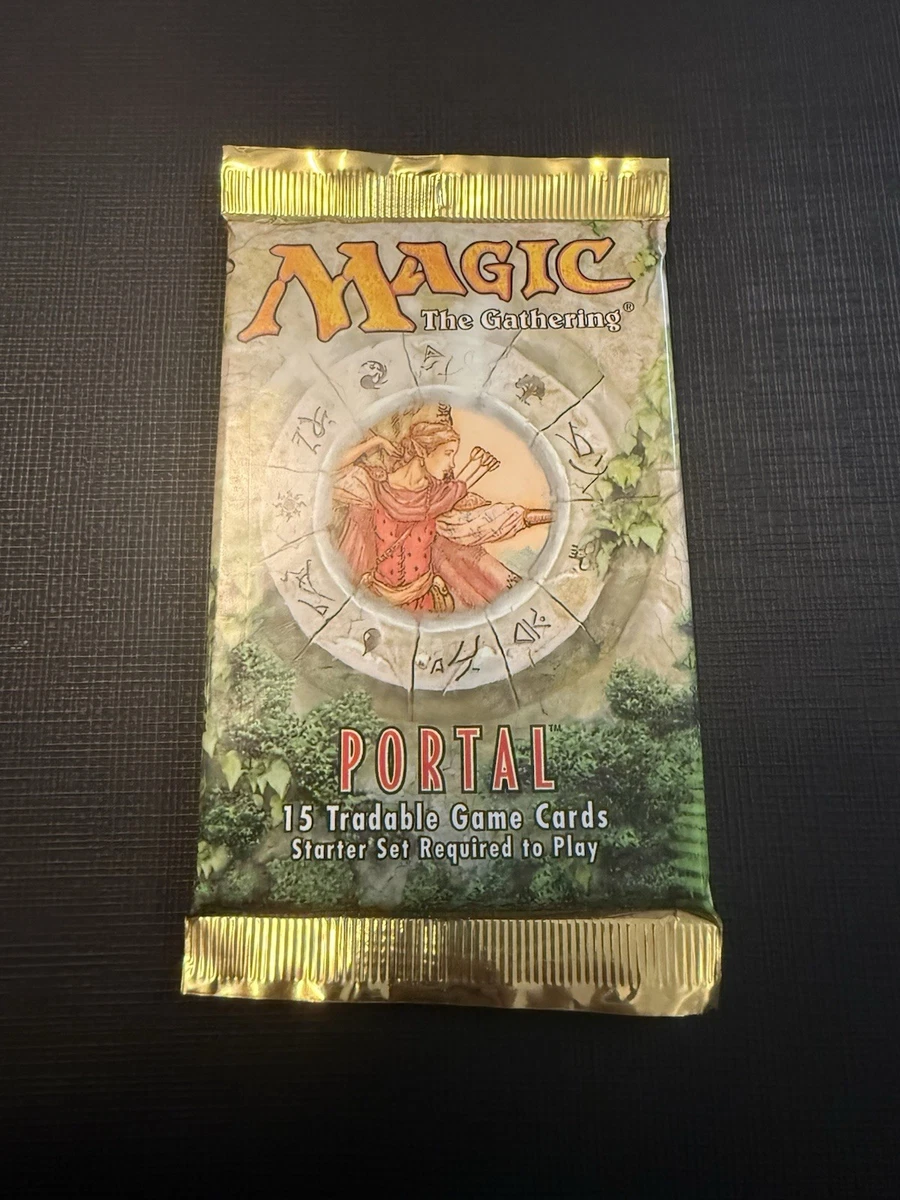 MAGIC
The Gathering®
PORTAL™
15 Tradable Game Cards
Starter Set Required to Play